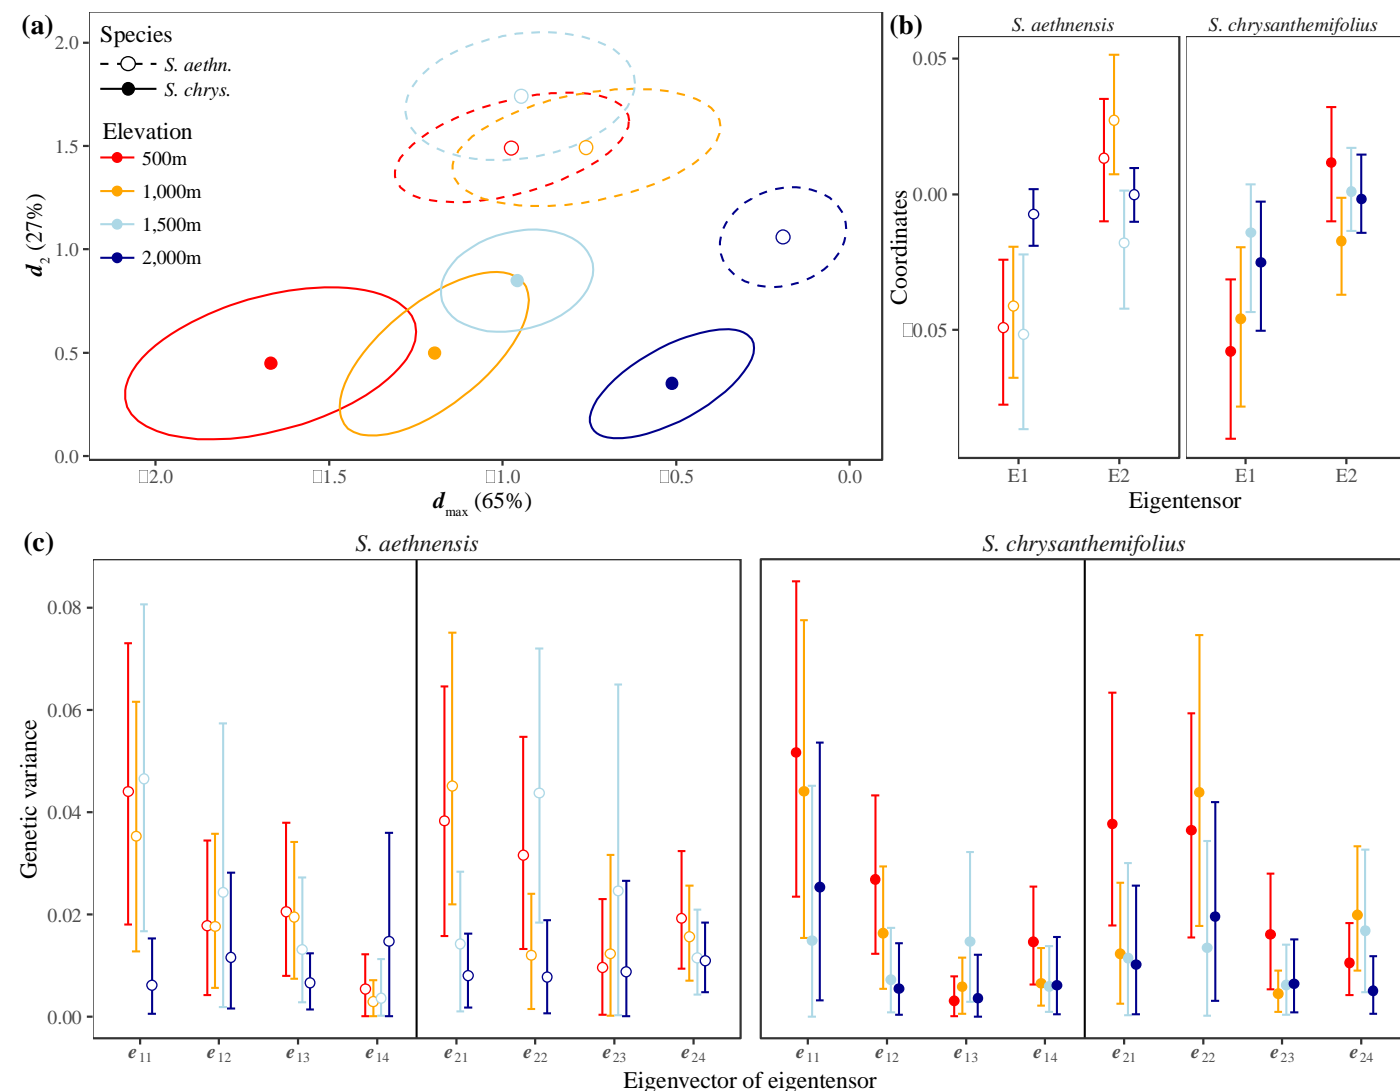 (a)
Species
S. aethn.
S. chrys.
Elevation
500m
1,000m
1,500m
2,000m
2.0
1.5
1.0
0.5
0.0
d2 (27%)
□2.0 □1.5 □1.0 □0.5 0.0
dmax (65%)
(b)
S. aethnensis S. chrysanthemifolius
0.05
0.00
□0.05
Coordinates
E1 E2 E1 E2
Eigentensor
(c)
S. aethnensis S. chrysanthemifolius
0.08
0.06
0.04
0.02
0.00
Genetic variance
e11 e12 e13 e14 e21 e22 e23 e24 e11 e12 e13 e14 e21 e22 e23 e24
Eigenvector of eigentensor